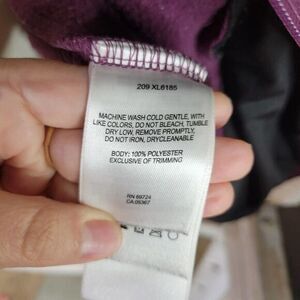 209 XL6185
MACHINE WASH COLD GENTLE, WITH
LIKE COLORS, DO NOT BLEACH, TUMBLE
DRY LOW, REMOVE PROMPTLY,
DO NOT IRON, DRYCLEANABLE
BODY: 100% POLYESTER
EXCLUSIVE OF TRIMMING
RN 69724
CA 05367